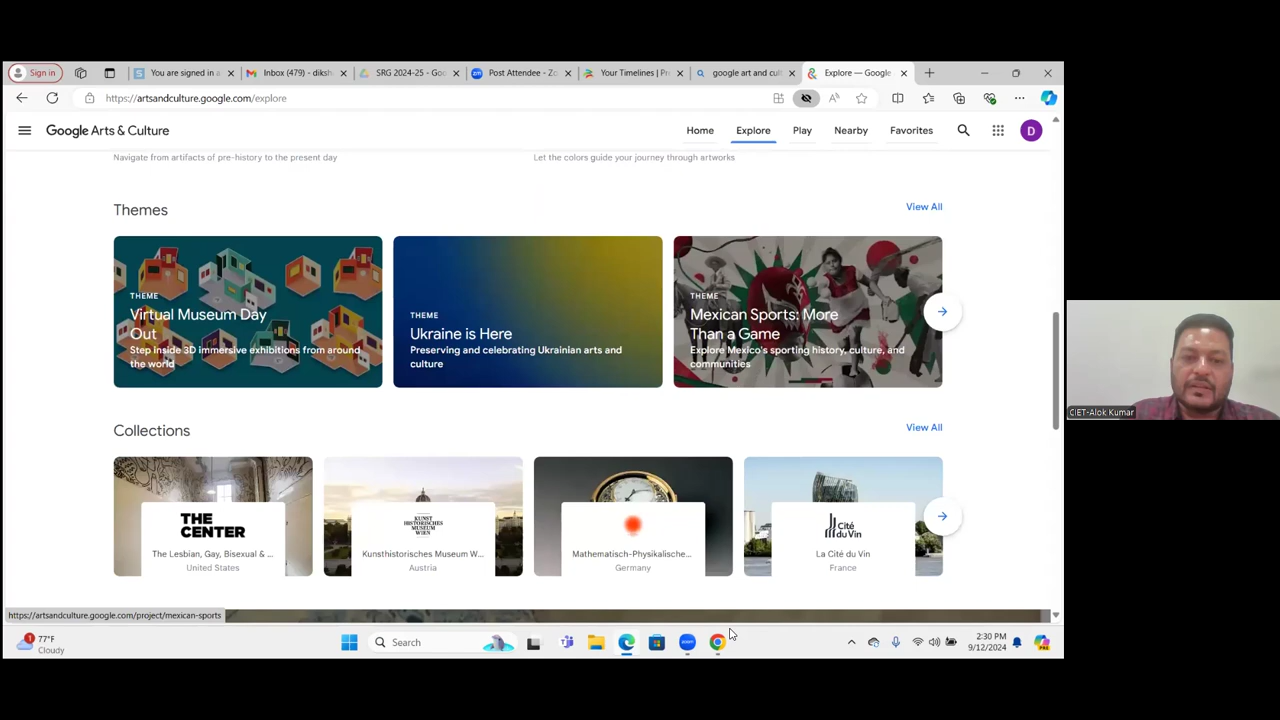 Sign in
You are signed in a
Inbox (479) - diksh
SRG 2024-25 - Goo
Post Attendee - Zo
Your Timelines | Pr
google art and cult
Explore — Google
https://artsandculture.google.com/explore
Google Arts & Culture
Home
Explore
Play
Nearby
Favorites
D
Navigate from artifacts of pre-history to the present day
Let the colors guide your journey through artworks
Themes
View All
THEME
Virtual Museum Day
Out
Step inside 3D immersive exhibitions from around
the world
THEME
Ukraine is Here
Preserving and celebrating Ukrainian arts and
culture
THEME
Mexican Sports: More
Than a Game
Explore Mexico's sporting history, culture, and
communities
Collections
View All
THE
CENTER
The Lesbian, Gay, Bisexual & ...
United States
KUNST
HISTORISCHES
MUSEUM
WIEN
Kunsthistorisches Museum W...
Austria
Mathematisch-Physikalische...
Germany
Cité
du Vin
La Cité du Vin
France
https://artsandculture.google.com/project/mexican-sports
1
77°F
Cloudy
Search
zoom
2:30 PM
9/12/2024
CIET-Alok Kumar